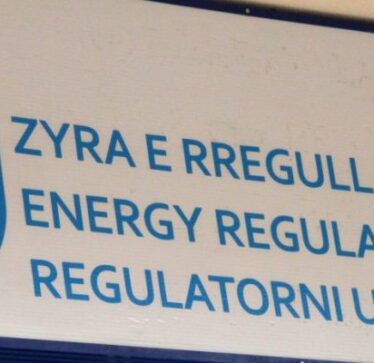 ZYRA E RREGULL
ENERGY REGULA
REGULATORNI U